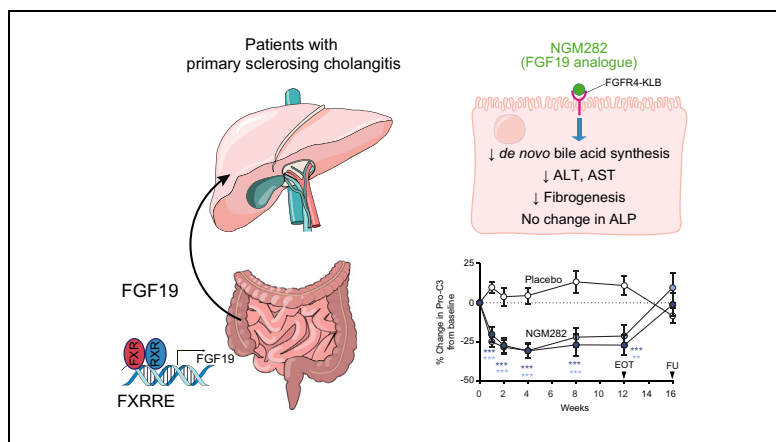 Patients with
primary sclerosing cholangitis
FGF19
FXR
RXR
FGF19
FXRRE
NGM282
(FGF19 analogue)
FGFR4-KLB
↓ de novo bile acid synthesis
↓ ALT, AST
↓ Fibrogenesis
No change in ALP
% Change in Pro-C3
from baseline
25
0
-25
-50
Placebo
NGM282
***
***
***
***
***
***
***
***
***
**
EOT
FU
0 2 4 6 8 10 12 14 16
Weeks